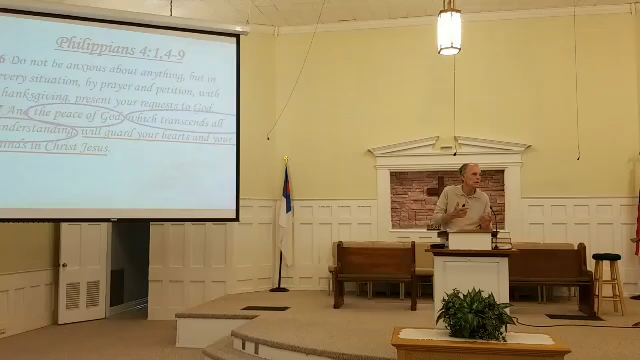 Philippians 4:1,4-9
6 Do not be anxious about anything, but in
every situation, by prayer and petition, with
thanksgiving, present your requests to God.
And the peace of God, which transcends all
understanding, will guard your hearts and your
minds in Christ Jesus.